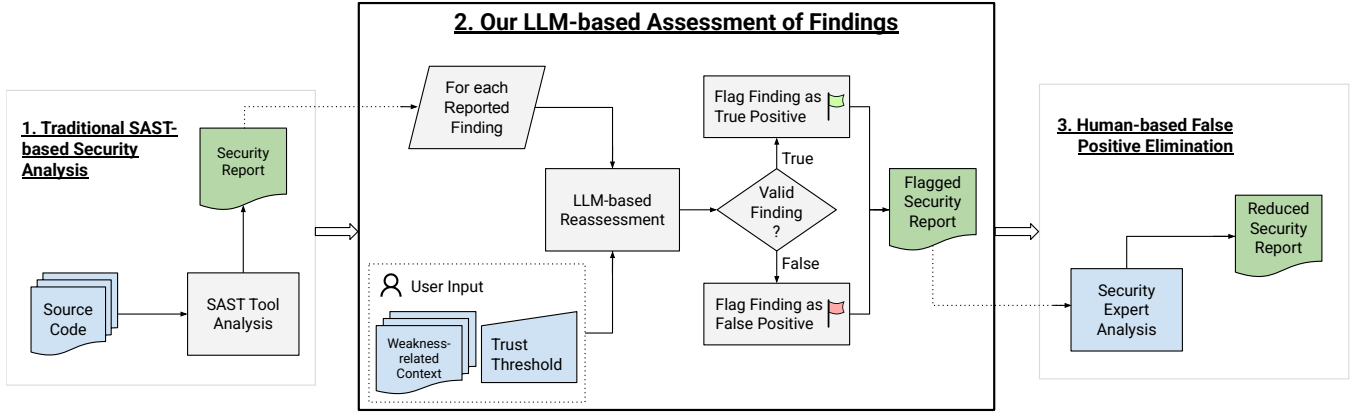 1. Traditional SAST-
based Security
Analysis
Security
Report
Source
Code
SAST Tool
Analysis
2. Our LLM-based Assessment of Findings
For each
Reported
Finding
LLM-based
Reassessment
User Input
Weakness-
related
Context
Trust
Threshold
Valid
Finding
?
True
False
Flag Finding as
True Positive
Flag Finding as
False Positive
Flagged
Security
Report
3. Human-based False
Positive Elimination
Security
Expert
Analysis
Reduced
Security
Report